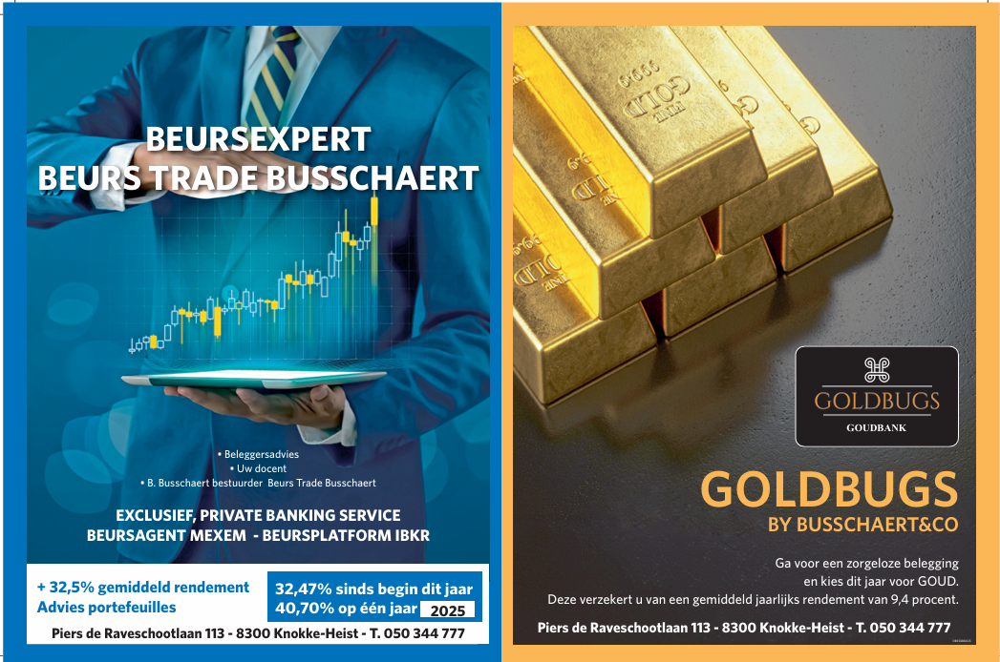 BEURSEXPERT
BEURS TRADE BUSSCHAERT
• Beleggersadvies
• Uw docent
• B. Busschaert bestuurder Beurs Trade Busschaert
EXCLUSIEF, PRIVATE BANKING SERVICE
BEURSAGENT MEXEM - BEURSPLATFORM IBKR
+ 32,5% gemiddeld rendement
Advies portefeuilles
32,47% sinds begin dit jaar
40,70% op één jaar 2025
Piers de Raveschootlaan 113 - 8300 Knokke-Heist - T. 050 344 777
999.9
GOLD
FINE
GOLDBUGS
GOUDBANK
GOLDBUGS
BY BUSSCHAERT&CO
Ga voor een zorgeloze belegging
en kies dit jaar voor GOUD.
Deze verzekert u van een gemiddeld jaarlijks rendement van 9,4 procent.
Piers de Raveschootlaan 113 - 8300 Knokke-Heist - T. 050 344 777